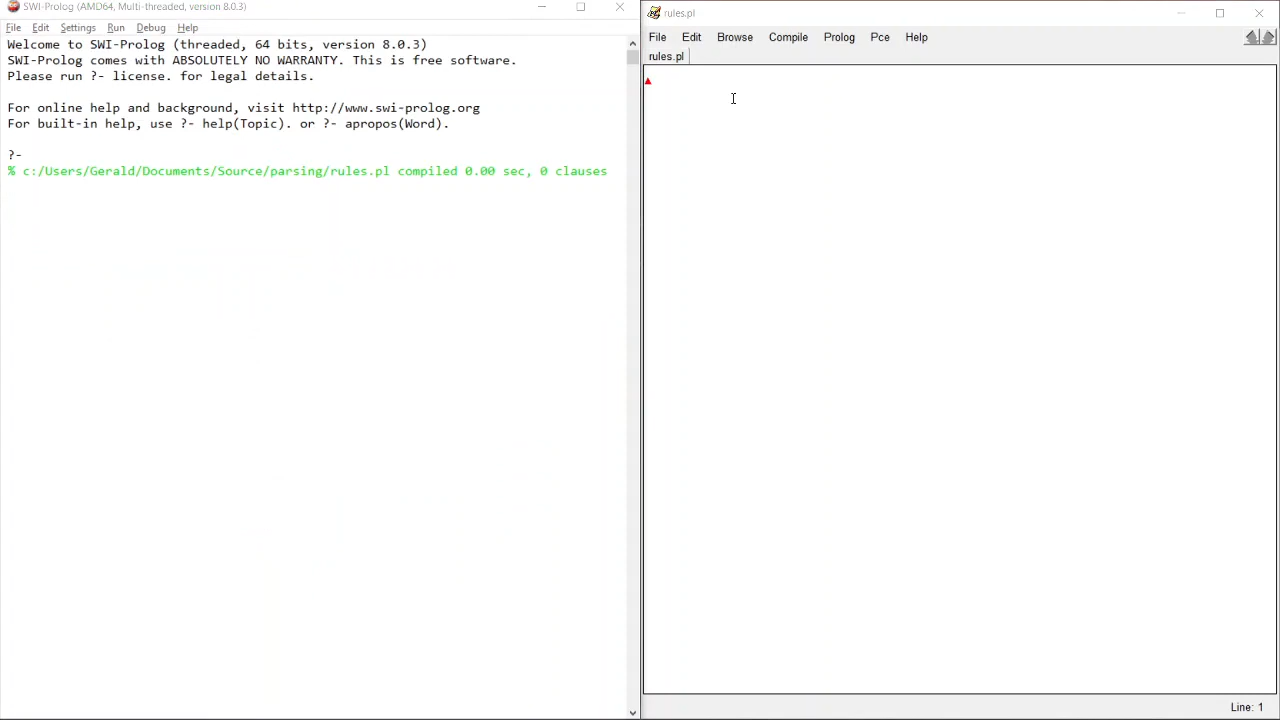 SWI-Prolog (AMD64, Multi-threaded, version 8.0.3)
File Edit Settings Run Debug Help
Welcome to SWI-Prolog (threaded, 64 bits, version 8.0.3)
SWI-Prolog comes with ABSOLUTELY NO WARRANTY. This is free software.
Please run ?- license. for legal details.
For online help and background, visit http://www.swi-prolog.org
For built-in help, use ?- help(Topic). or ?- apropos(Word).
?-
% c:/Users/Gerald/Documents/Source/parsing/rules.pl compiled 0.00 sec, 0 clauses
rules.pl
File Edit Browse Compile Prolog Pce Help
rules.pl
Line: 1